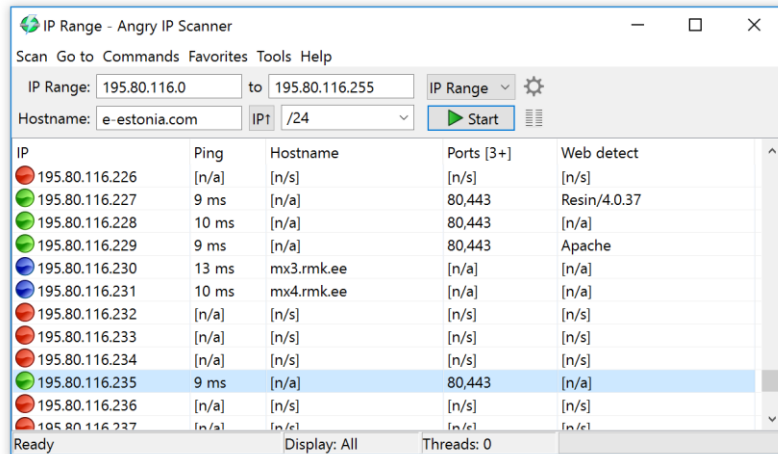 IP Range - Angry IP Scanner
Scan Go to Commands Favorites Tools Help
IP Range: 195.80.116.0 to 195.80.116.255 IP Range
Hostname: e-estonia.com IP↑ /24 Start
IP Ping Hostname Ports [3+] Web detect
195.80.116.226 [n/a] [n/s] [n/s] [n/s]
195.80.116.227 9 ms [n/a] 80,443 Resin/4.0.37
195.80.116.228 10 ms [n/a] 80,443 [n/a]
195.80.116.229 9 ms [n/a] 80,443 Apache
195.80.116.230 13 ms mx3.rmk.ee [n/a] [n/a]
195.80.116.231 10 ms mx4.rmk.ee [n/a] [n/a]
195.80.116.232 [n/a] [n/s] [n/s] [n/s]
195.80.116.233 [n/a] [n/s] [n/s] [n/s]
195.80.116.234 [n/a] [n/s] [n/s] [n/s]
195.80.116.235 9 ms [n/a] 80,443 [n/a]
195.80.116.236 [n/a] [n/s] [n/s] [n/s]
195.80.116.237 [n/a] [n/s] [n/s] [n/s]
Ready Display: All Threads: 0